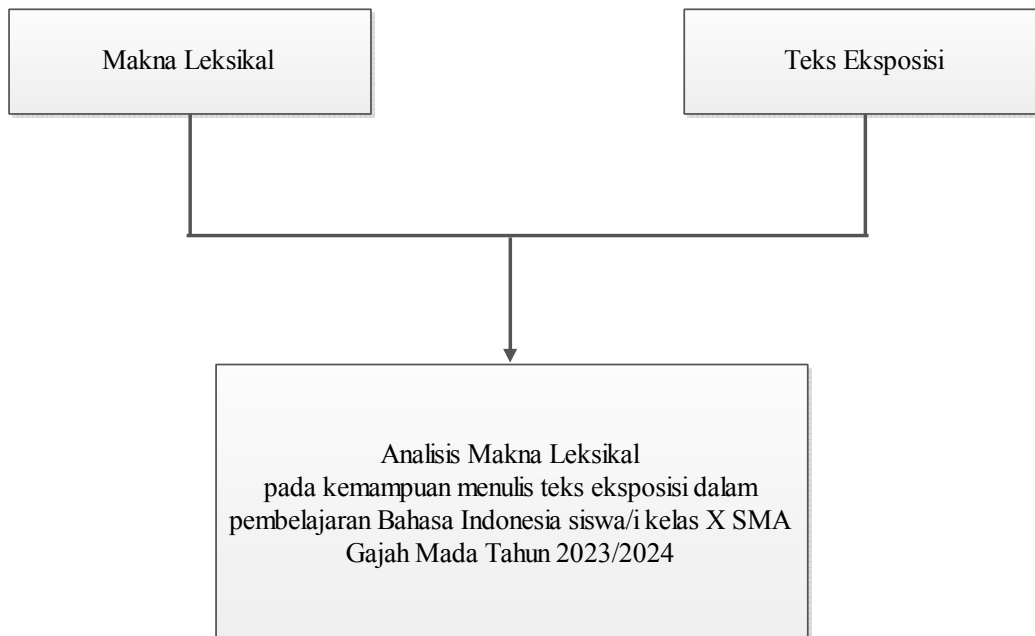 Makna Leksikal
Teks Eksposisi
Analisis Makna Leksikal
pada kemampuan menulis teks eksposisi dalam
pembelajaran Bahasa Indonesia siswa/i kelas X SMA
Gajah Mada Tahun 2023/2024